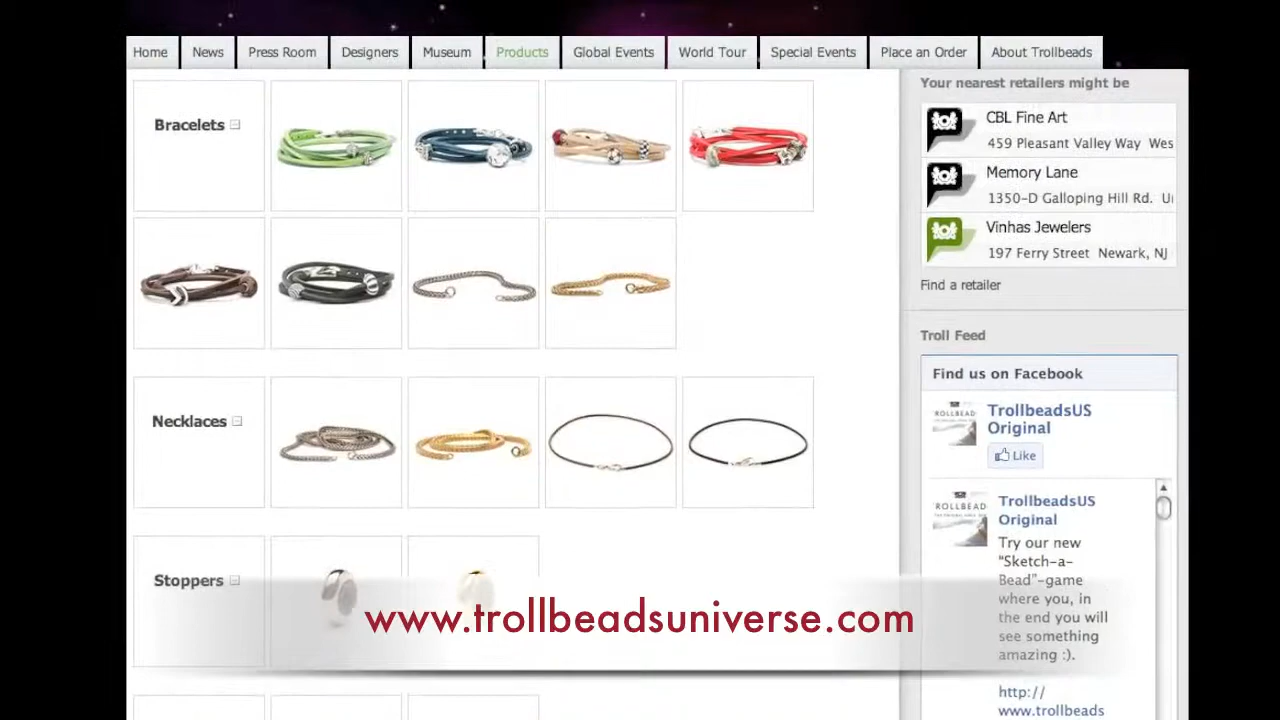 Home News Press Room Designers Museum Products Global Events World Tour Special Events Place an Order About Trollbeads
Bracelets
Necklaces
Stoppers
www.trollbeadsuniverse.com
Your nearest retailers might be
CBL Fine Art
459 Pleasant Valley Way Wes
Memory Lane
1350-D Galloping Hill Rd. U
Vinhas Jewelers
197 Ferry Street Newark, NJ
Find a retailer
Troll Feed
Find us on Facebook
TrollbeadsUS
Original
Like
TrollbeadsUS
Original
Try our new
"Sketch-a-
Bead"-game
where you, in
the end you will
see something
amazing :).
http://
www.trollbeads